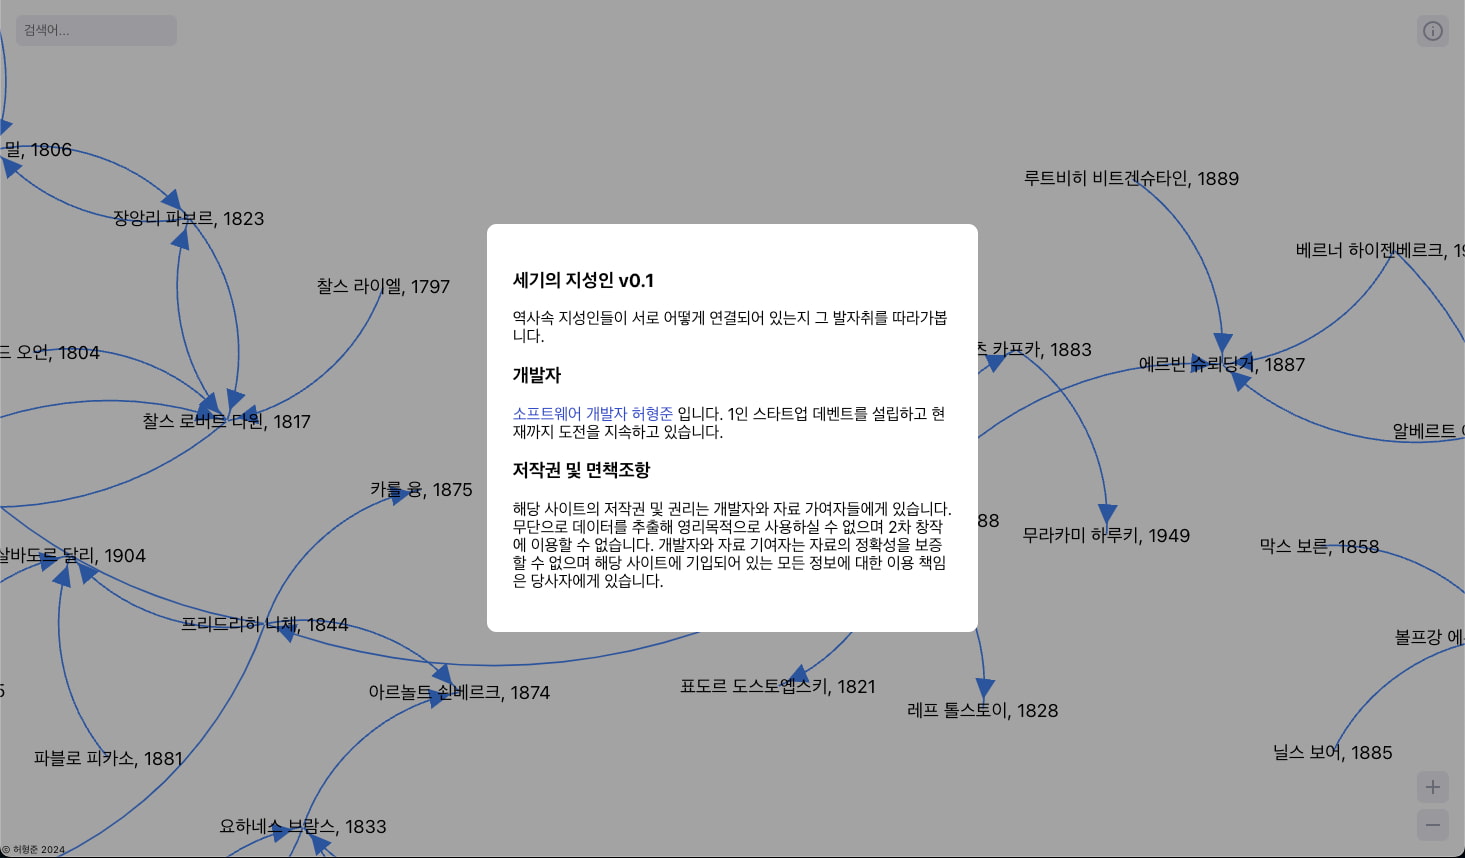 검색어...
밀, 1806
장앙리 파브르, 1823
루트비히 비트겐슈타인, 1889
베르너 하이젠베르크, 19
찰스 라이엘, 1797
세기의 지성인 v0.1
역사속 지성인들이 서로 어떻게 연결되어 있는지 그 발자취를 따라가봅
니다.
개발자
소프트웨어 개발자 허형준 입니다. 1인 스타트업 데벤트를 설립하고 현
재까지 도전을 지속하고 있습니다.
저작권 및 면책조항
해당 사이트의 저작권 및 권리는 개발자와 자료 가여자들에게 있습니다.
무단으로 데이터를 추출해 영리목적으로 사용하실 수 없으며 2차 창작
에 이용할 수 없습니다. 개발자와 자료 기여자는 자료의 정확성을 보증
할 수 없으며 해당 사이트에 기입되어 있는 모든 정보에 대한 이용 책임
은 당사자에게 있습니다.
드 오언, 1804
츠 카프카, 1883
에르빈 슈뢰딩거, 1887
찰스 로버트 다윈, 1817
알베르트
카를 융, 1875
88
무라카미 하루키, 1949
막스 보른, 1858
살바도르 달리, 1904
프리드리히 니체, 1844
볼프강 에
5
아르놀트 쇤베르크, 1874
표도르 도스토옙스키, 1821
레프 톨스토이, 1828
파블로 피카소, 1881
닐스 보어, 1885
요하네스 브람스, 1833
© 허형준 2024